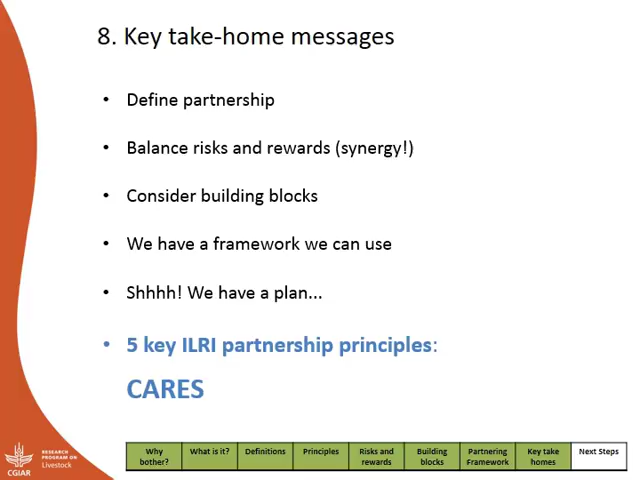 8. Key take-home messages
• Define partnership
• Balance risks and rewards (synergy!)
• Consider building blocks
• We have a framework we can use
• Shhhh! We have a plan...
• 5 key ILRI partnership principles:
CARES
CGIAR
RESEARCH
PROGRAM ON
Livestock
Why
bother?
What is it?
Definitions
Principles
Risks and
rewards
Building
blocks
Partnering
Framework
Key take
homes
Next Steps